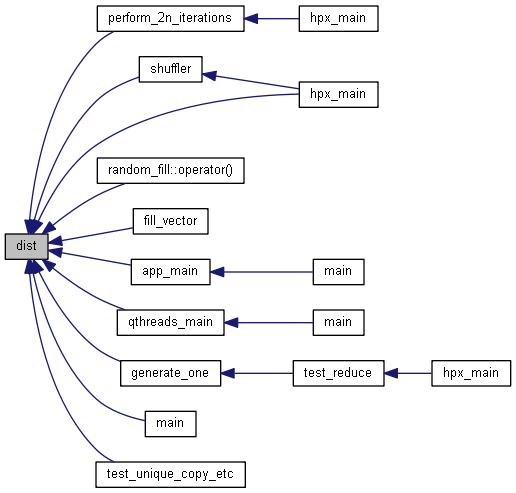 perform_2n_iterations
hpx_main
shuffler
hpx_main
random_fill::operator()
fill_vector
dist
app_main
main
qthreads_main
main
generate_one
test_reduce
hpx_main
main
test_unique_copy_etc